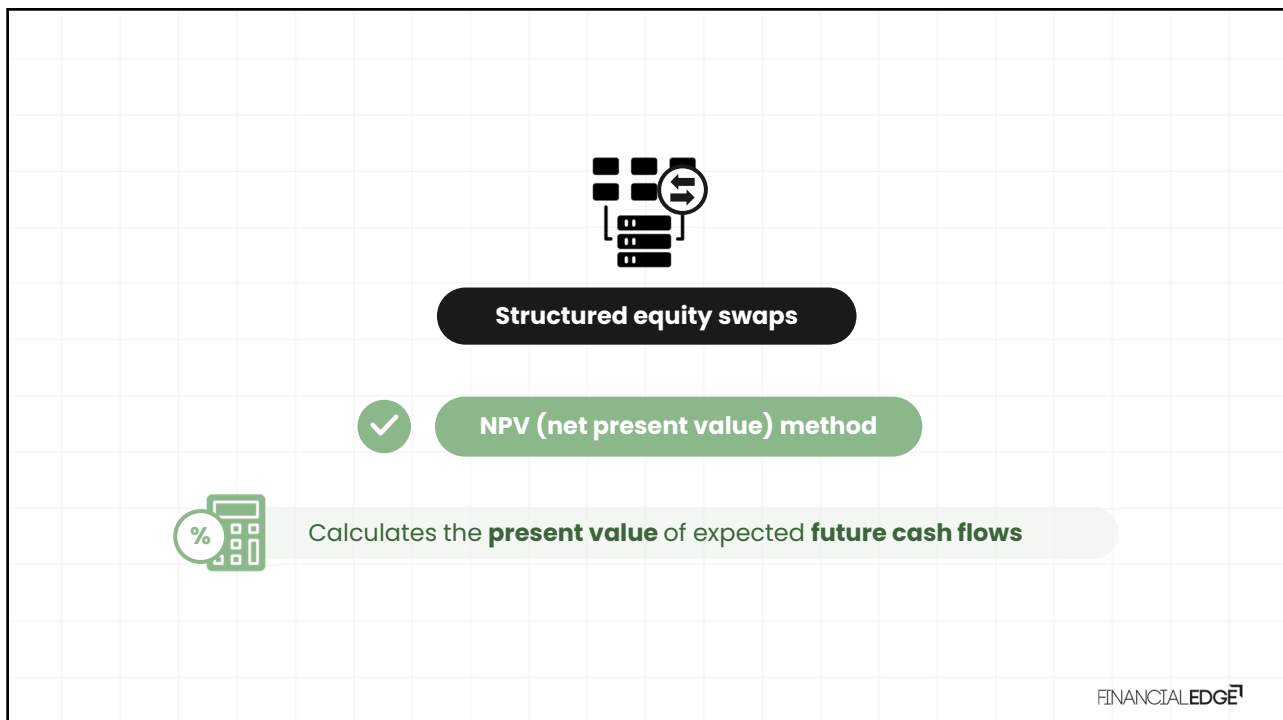 Structured equity swaps
NPV (net present value) method
%
Calculates the present value of expected future cash flows
FINANCIALEDGE